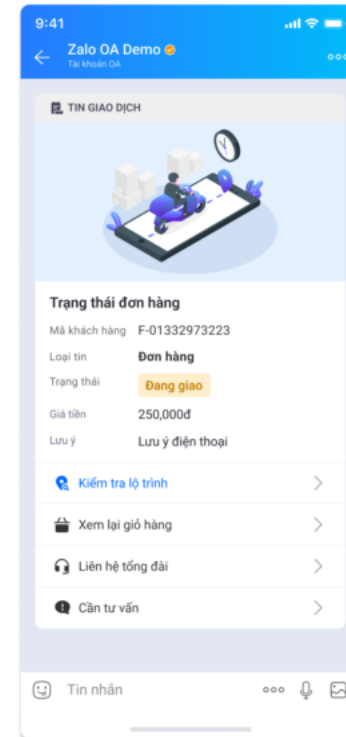 9:41
Zalo OA Demo
Tài khoản OA
TIN GIAO DỊCH
Trạng thái đơn hàng
Mã khách hàng F-01332973223
Loại tin Đơn hàng
Trạng thái Đang giao
Giá tiền 250,000đ
Lưu ý Lưu ý điện thoại
Kiểm tra lộ trình
Xem lại giỏ hàng
Liên hệ tổng đài
Cần tư vấn
Tin nhắn